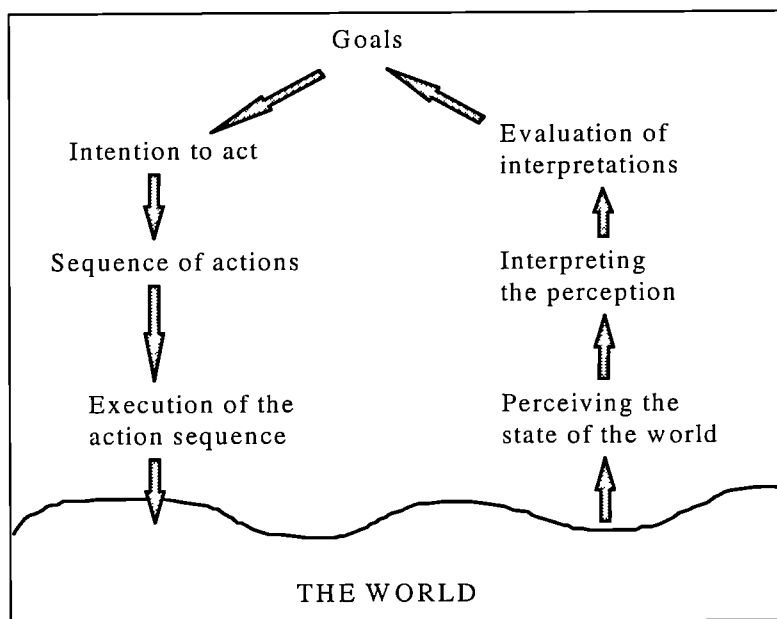 Goals
Intention to act
Sequence of actions
Execution of the
action sequence
Evaluation of
interpretations
Interpreting
the perception
Perceiving the
state of the world
THE WORLD